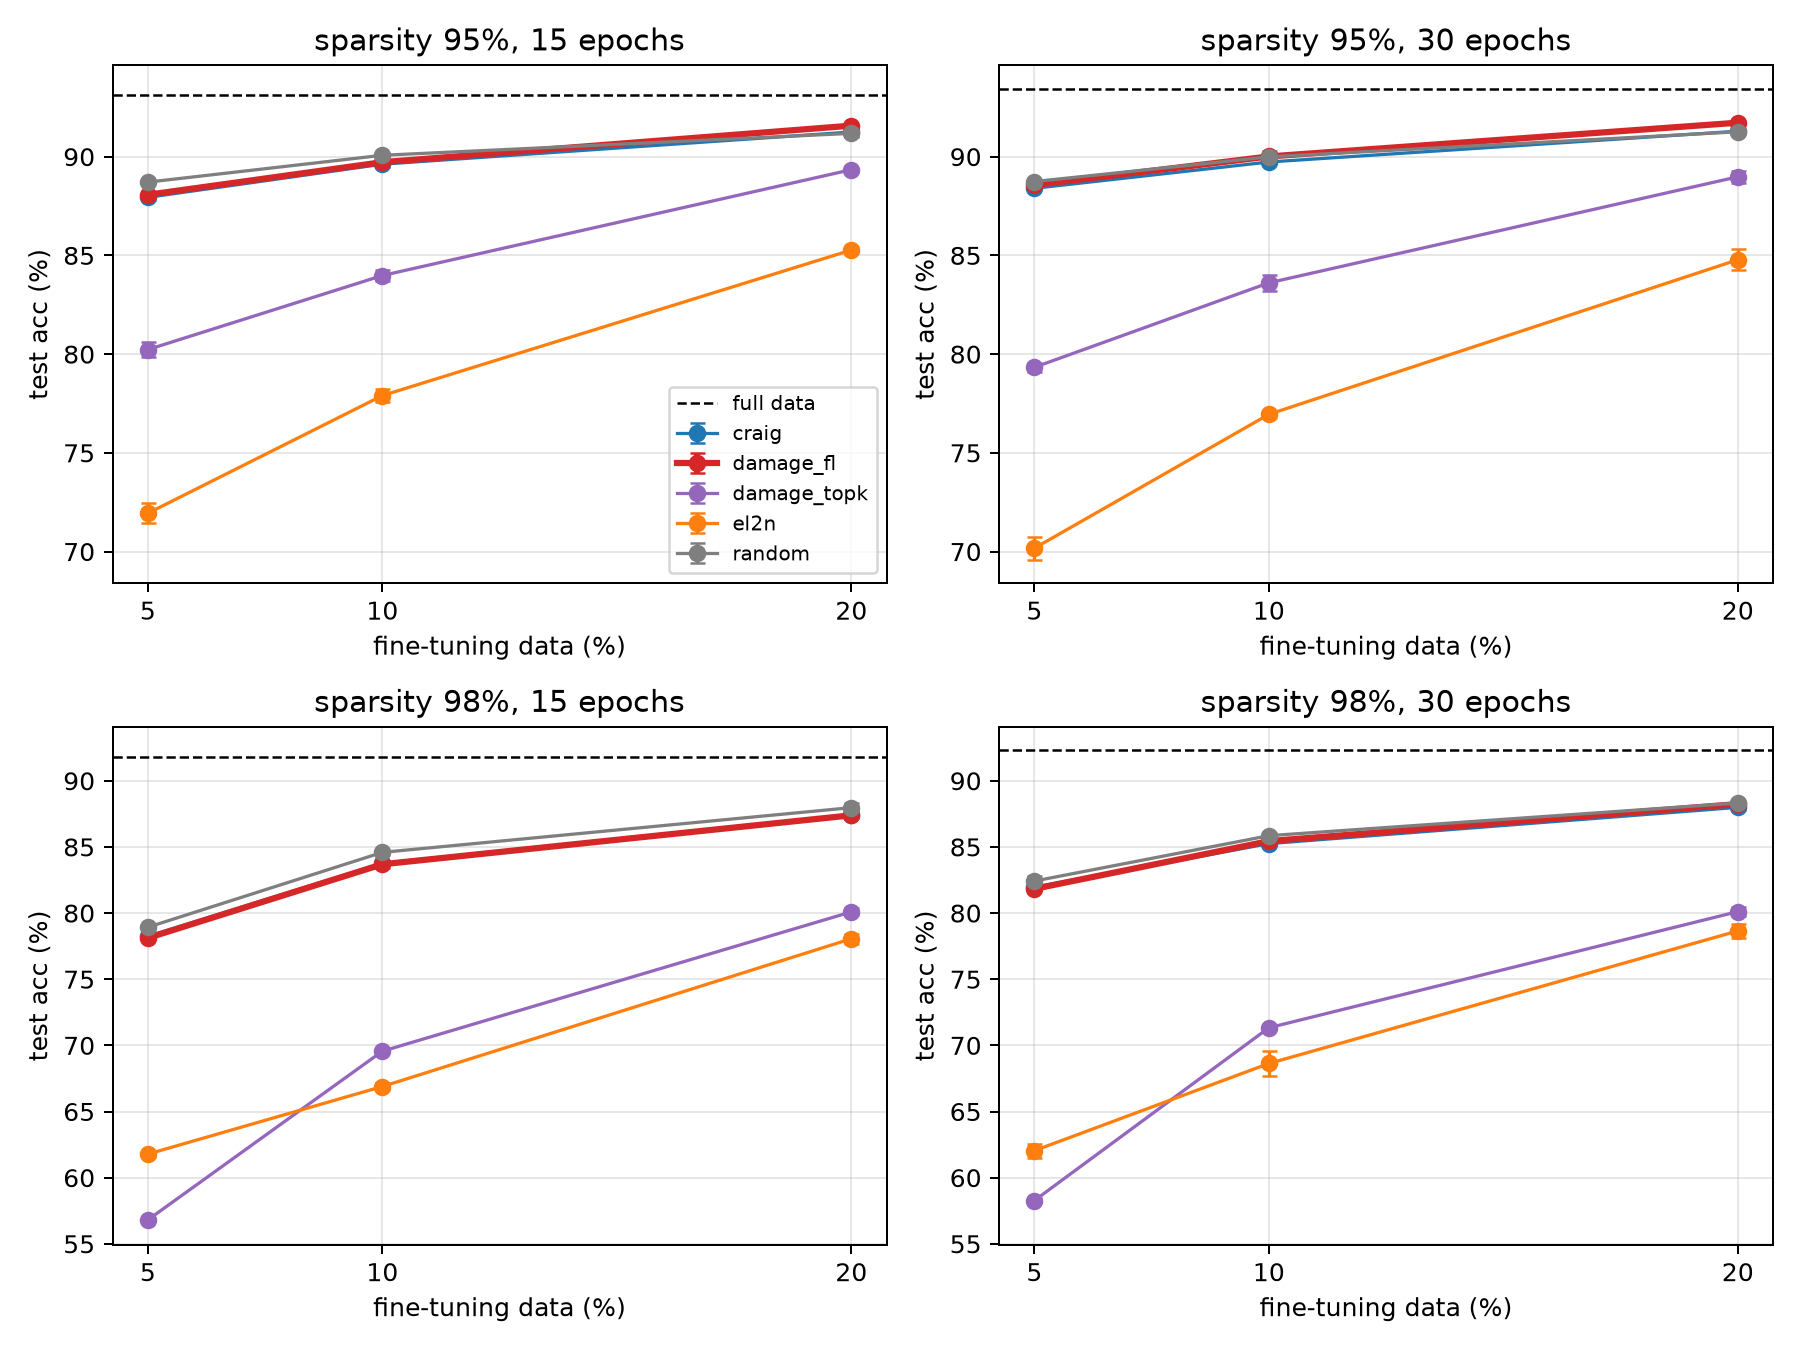 sparsity 95%, 15 epochs
90
85
80
75
70
test acc (%)
5
10
20
fine-tuning data (%)
full data
craig
damage_fl
damage_topk
el2n
random
sparsity 95%, 30 epochs
90
85
80
75
70
test acc (%)
5
10
20
fine-tuning data (%)
sparsity 98%, 15 epochs
90
85
80
75
70
65
60
55
test acc (%)
5
10
20
fine-tuning data (%)
sparsity 98%, 30 epochs
90
85
80
75
70
65
60
55
test acc (%)
5
10
20
fine-tuning data (%)